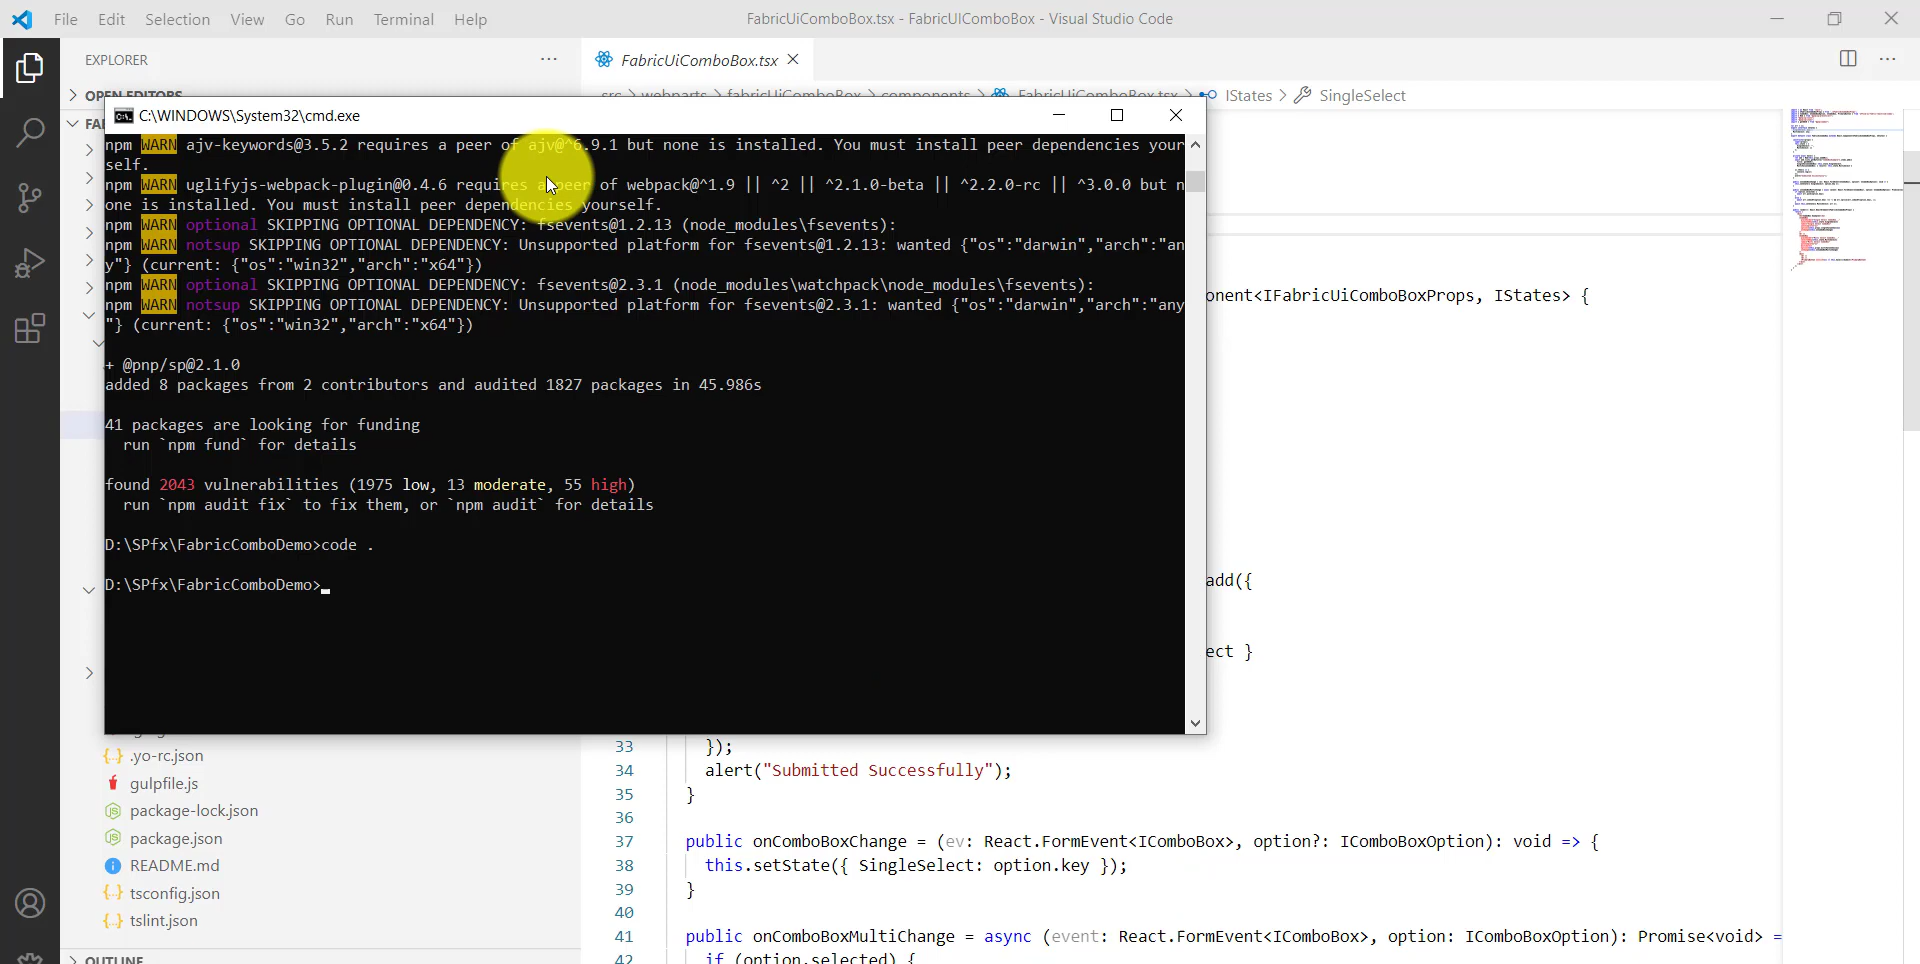 File Edit Selection View Go Run Terminal Help
FabricUiComboBox.tsx - FabricUIComboBox - Visual Studio Code
EXPLORER
FabricUiComboBox.tsx
OPEN EDITORS
src > webparts > fabricUiComboBox > components > FabricUiComboBox.tsx > IStates > SingleSelect
FA
C:\WINDOWS\System32\cmd.exe
npm WARN ajv-keywords@3.5.2 requires a peer of ajv@^6.9.1 but none is installed. You must install peer dependencies your
self.
npm WARN uglifyjs-webpack-plugin@0.4.6 requires a peer of webpack@^1.9 || ^2 || ^2.1.0-beta || ^2.2.0-rc || ^3.0.0 but n
one is installed. You must install peer dependencies yourself.
npm WARN optional SKIPPING OPTIONAL DEPENDENCY: fsevents@1.2.13 (node_modules\fsevents):
npm WARN notsup SKIPPING OPTIONAL DEPENDENCY: Unsupported platform for fsevents@1.2.13: wanted {"os":"darwin","arch":"an
y"} (current: {"os":"win32","arch":"x64"})
npm WARN optional SKIPPING OPTIONAL DEPENDENCY: fsevents@2.3.1 (node_modules\watchpack\node_modules\fsevents):
npm WARN notsup SKIPPING OPTIONAL DEPENDENCY: Unsupported platform for fsevents@2.3.1: wanted {"os":"darwin","arch":"any
"} (current: {"os":"win32","arch":"x64"})
+ @pnp/sp@2.1.0
added 8 packages from 2 contributors and audited 1827 packages in 45.986s
41 packages are looking for funding
run `npm fund` for details
found 2043 vulnerabilities (1975 low, 13 moderate, 55 high)
run `npm audit fix` to fix them, or `npm audit` for details
D:\SPfx\FabricComboDemo>code .
D:\SPfx\FabricComboDemo>
onent<IFabricUiComboBoxProps, IStates> {
add({
ect }
.yo-rc.json
gulpfile.js
package-lock.json
package.json
README.md
tsconfig.json
tslint.json
OUTLINE
33 });
34 alert("Submitted Successfully");
35 }
36
37 public onComboBoxChange = (ev: React.FormEvent<IComboBox>, option?: IComboBoxOption): void => {
38 this.setState({ SingleSelect: option.key });
39 }
40
41 public onComboBoxMultiChange = async (event: React.FormEvent<IComboBox>, option: IComboBoxOption): Promise<void> =
42 if (option.selected) {